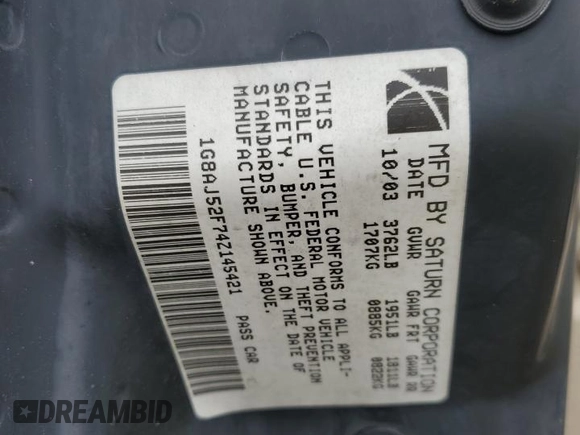 MFD BY SATURN CORPORATION
DATE GVWR GAWR FRT GAWR RR
10/03 3762LB 1951LB 1811LB
1707KG 0885KG 0822KG
THIS VEHICLE CONFORMS TO ALL APPLI-
CABLE U.S. FEDERAL MOTOR VEHICLE
SAFETY, BUMPER, AND THEFT PREVENTION
STANDARDS IN EFFECT ON THE DATE OF
MANUFACTURE SHOWN ABOVE.
1G8AJ52F74Z145421 PASS CAR
DREAMBID